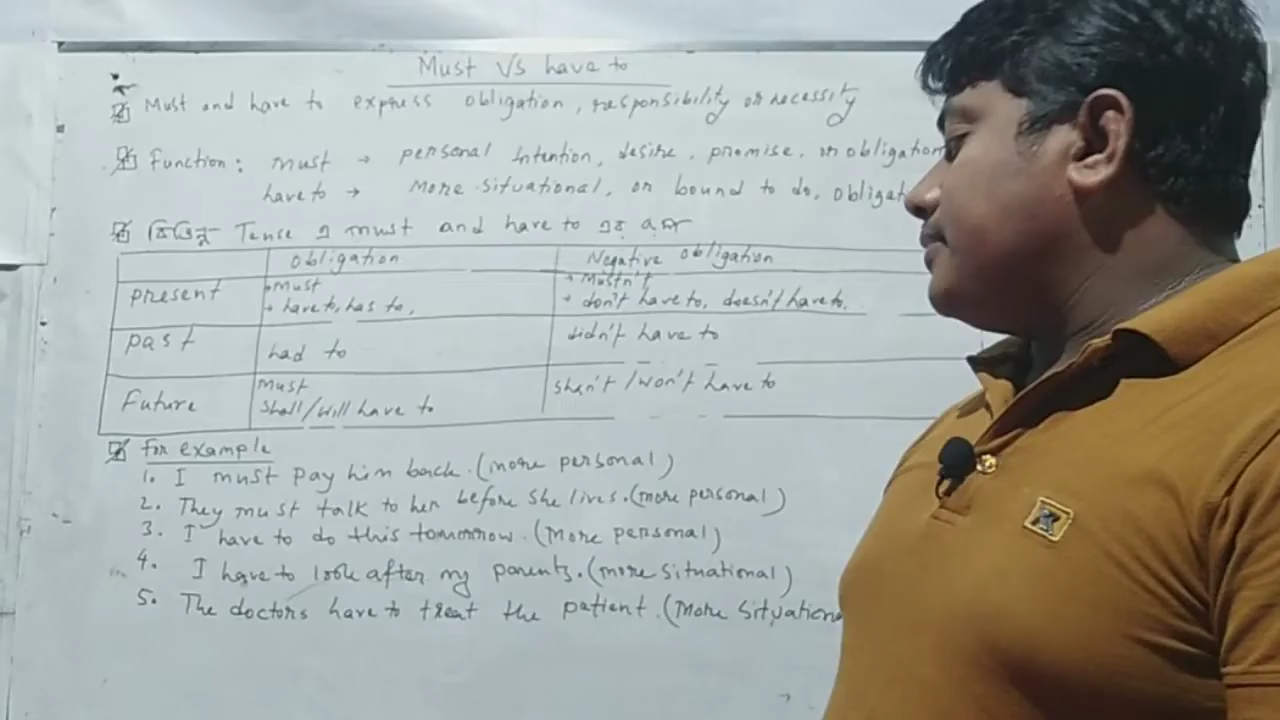 Must Vs have to
Must and have to express obligation, responsibility or necessity
Function: must → personal Intention, desire, promise, or obligation
have to → More situational, or bound to do,
বিভিন্ন Tense এ must and have to এর
obligation Negative obligation
present
must
have to, has to,
mustn't
don't have to, doesn't have to.
past had to didn't have to
Future
must
shall/will have to
shan't/won't have to
For example
1. I must pay him back. (more personal)
2. They must talk to her before she lives. (more personal)
3. I have to do this tomorrow. (More personal)
4. I have to look after my parents. (more situational)
5. The doctors have to treat the patient. (More